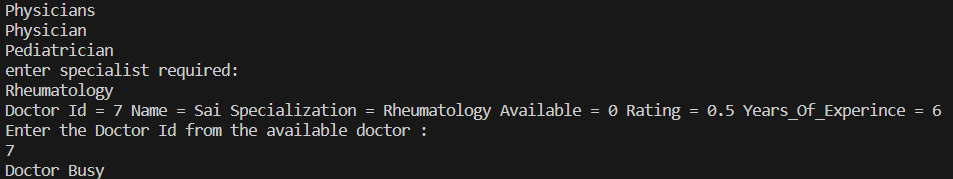 Physicians
Physician
Pediatrician
enter specialist required:
Rheumatology
Doctor Id = 7 Name = Sai Specialization = Rheumatology Available = 0 Rating = 0.5 Years_Of_Experince = 6
Enter the Doctor Id from the available doctor :
7
Doctor Busy